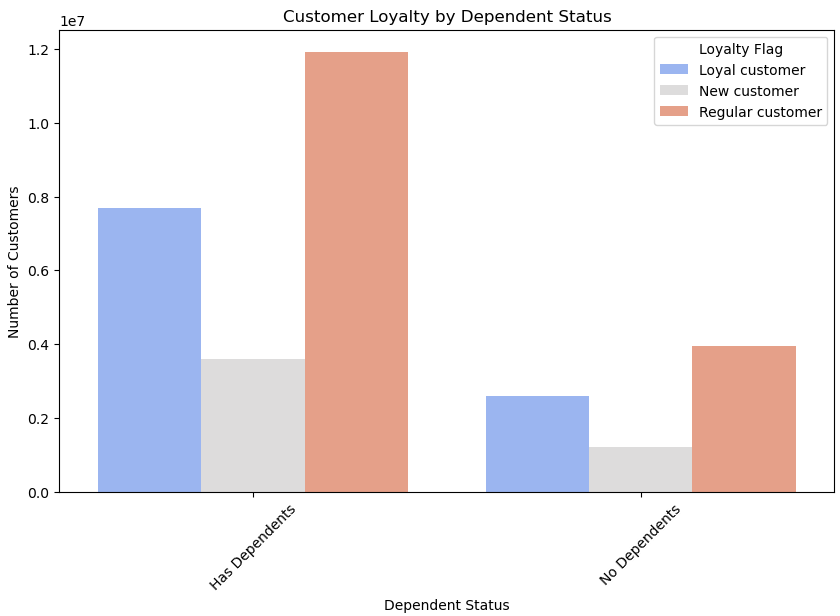 Customer Loyalty by Dependent Status
1e7
1.2
1.0
0.8
0.6
0.4
0.2
0.0
Number of Customers
Loyalty Flag
Loyal customer
New customer
Regular customer
Has Dependents
No Dependents
Dependent Status